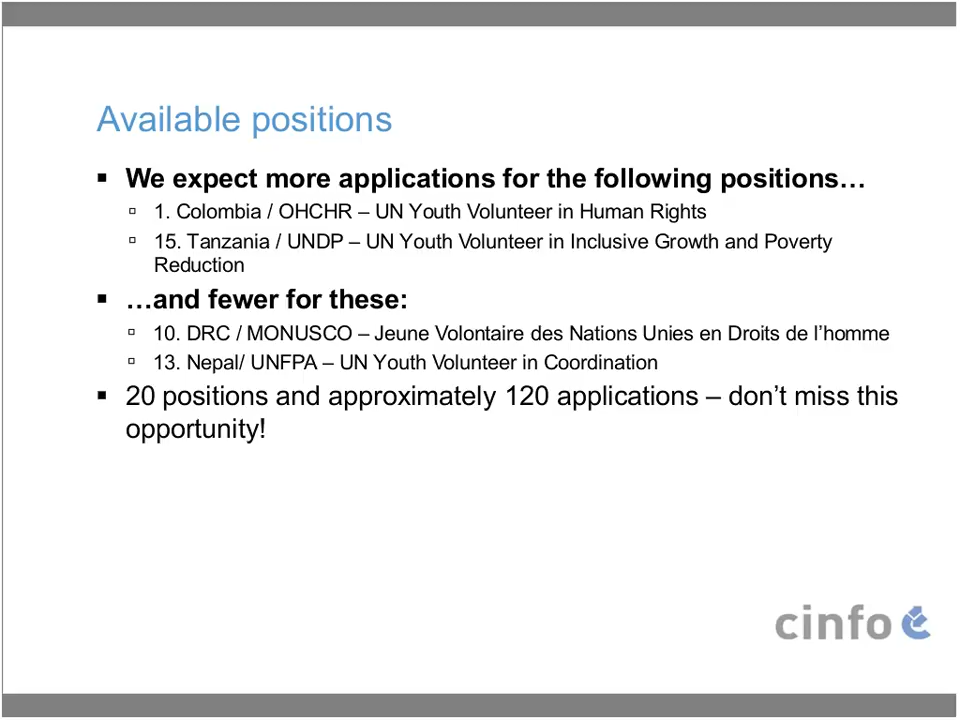 Available positions
▪ We expect more applications for the following positions…
▫ 1. Colombia / OHCHR – UN Youth Volunteer in Human Rights
▫ 15. Tanzania / UNDP – UN Youth Volunteer in Inclusive Growth and Poverty
Reduction
▪ …and fewer for these:
▫ 10. DRC / MONUSCO – Jeune Volontaire des Nations Unies en Droits de l’homme
▫ 13. Nepal/ UNFPA – UN Youth Volunteer in Coordination
▪ 20 positions and approximately 120 applications – don’t miss this
opportunity!
cinfo